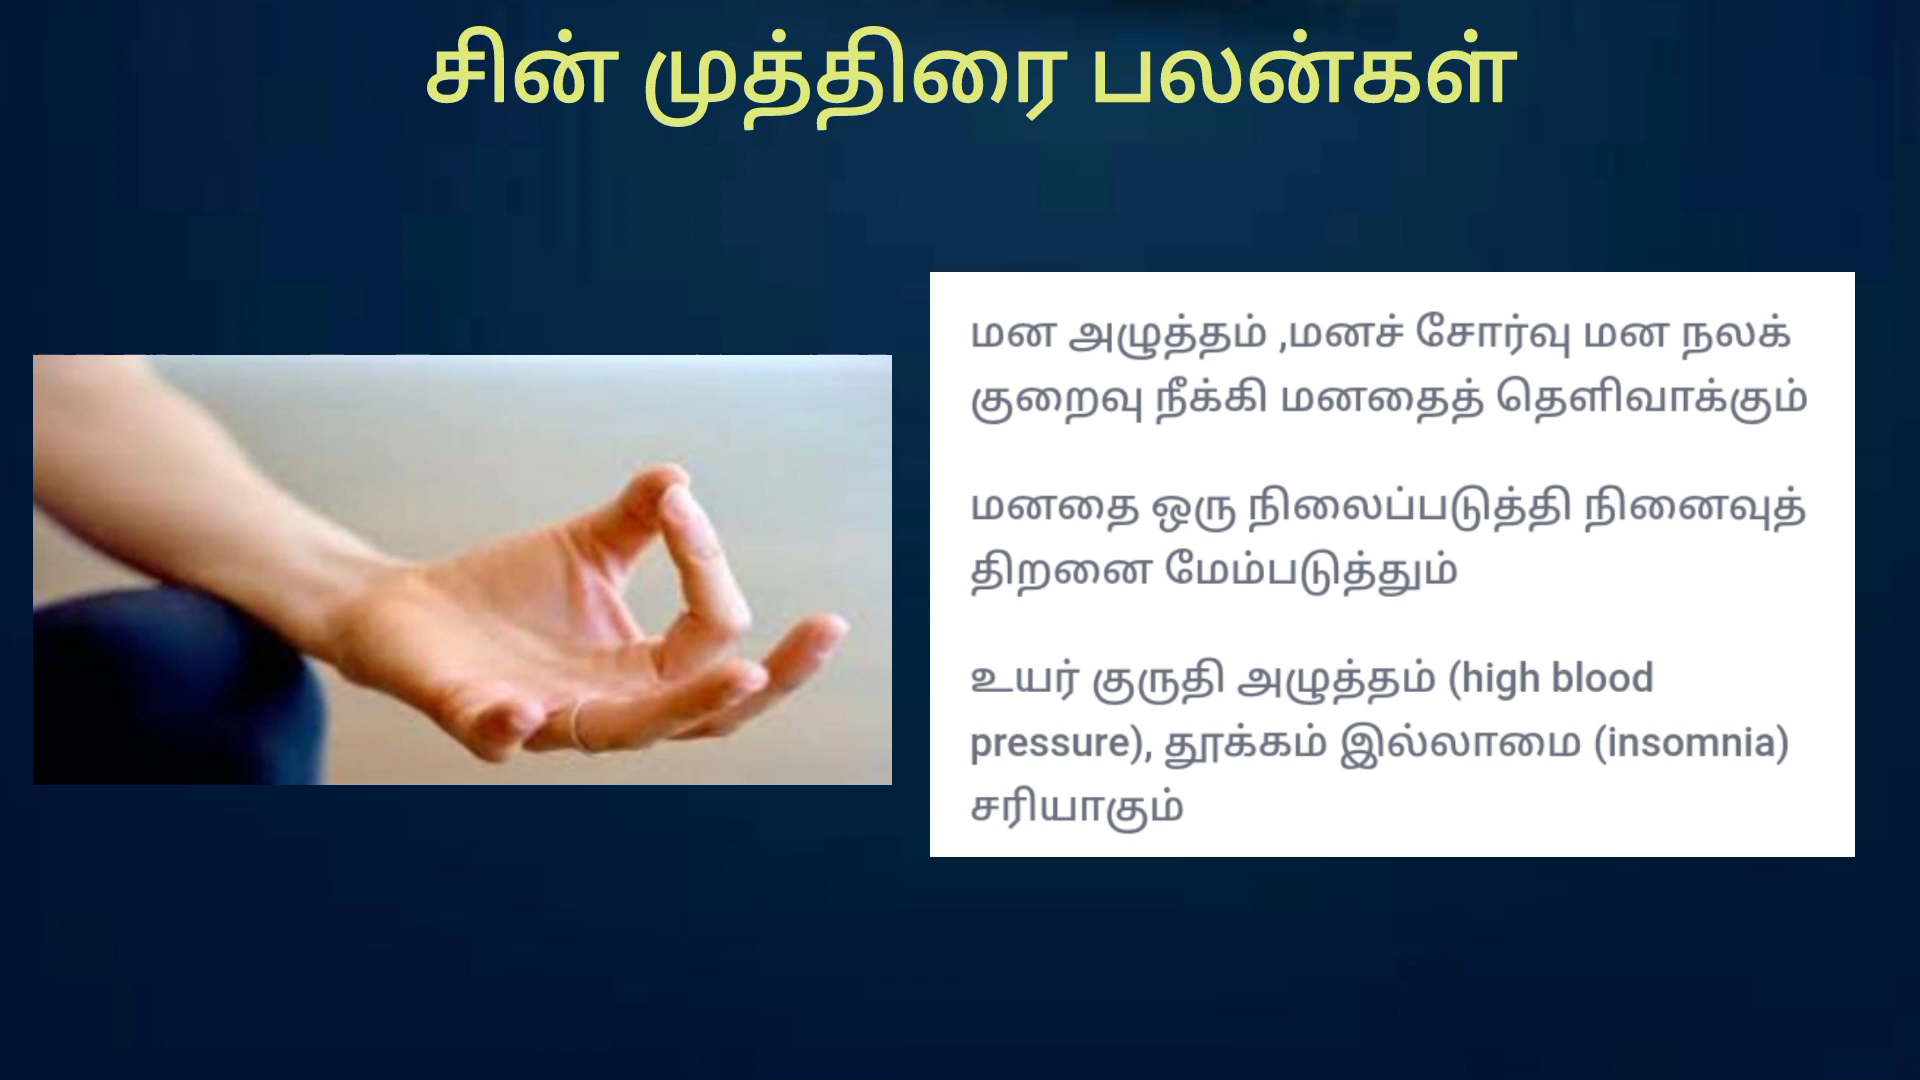 சின் முத்திரை பலன்கள்
மன அழுத்தம் ,மனச் சோர்வு மன நலக்
குறைவு நீக்கி மனதைத் தெளிவாக்கும்
மனதை ஒரு நிலைப்படுத்தி நினைவுத்
திறனை மேம்படுத்தும்
உயர் குருதி அழுத்தம் (high blood
pressure), தூக்கம் இல்லாமை (insomnia)
சரியாகும்